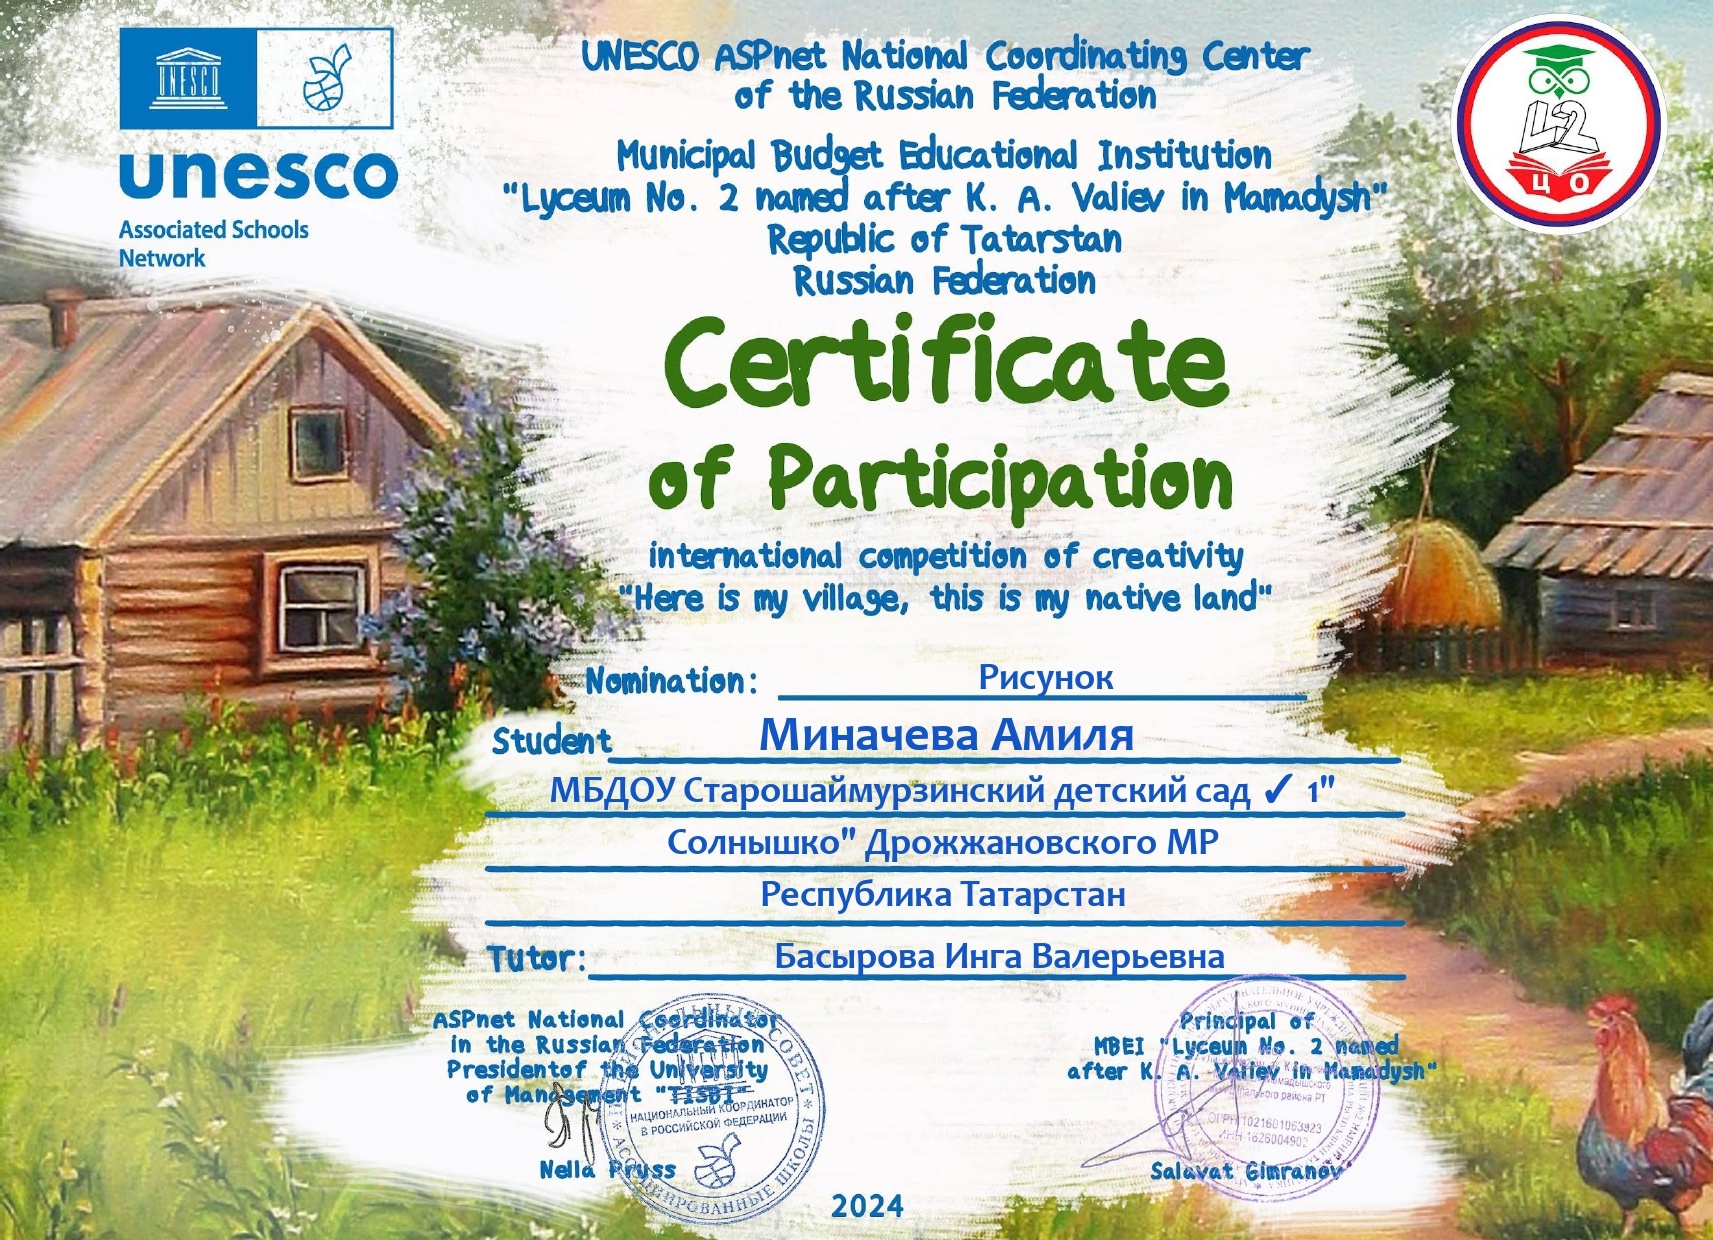 UNESCO
unesco
Associated Schools
Network
UNESCO ASPnet National Coordinating Center
of the Russian Federation
Municipal Budget Educational Institution
"Lyceum No. 2 named after K. A. Valiev in Mamadysh"
Republic of Tatarstan
Russian Federation
Ц О
Certificate
of Participation
international competition of creativity
"Here is my village, this is my native land"
Nomination: Рисунок
Student Миначева Амиля
МБДОУ Старошаймурзинский детский сад ✓ 1"
Солнышко" Дрожжановского МР
Республика Татарстан
Tutor: Басырова Инга Валерьевна
ASPnet National Coordinator
in the Russian Federation
Presidentof the University
of Management "TISBI"
Nella Pruss
НАЦИОНАЛЬНЫЙ КООРДИНАТОР
В РОССИЙСКОЙ ФЕДЕРАЦИИ
АССОЦИИРОВАННЫЕ ШКОЛЫ
Principal of
MBEI "Lyceum No. 2 named
after K. A. Valiev in Mamadysh"
ОГРН 1021601063923
ИНН 1626004902
Salavat Gimranov
2024